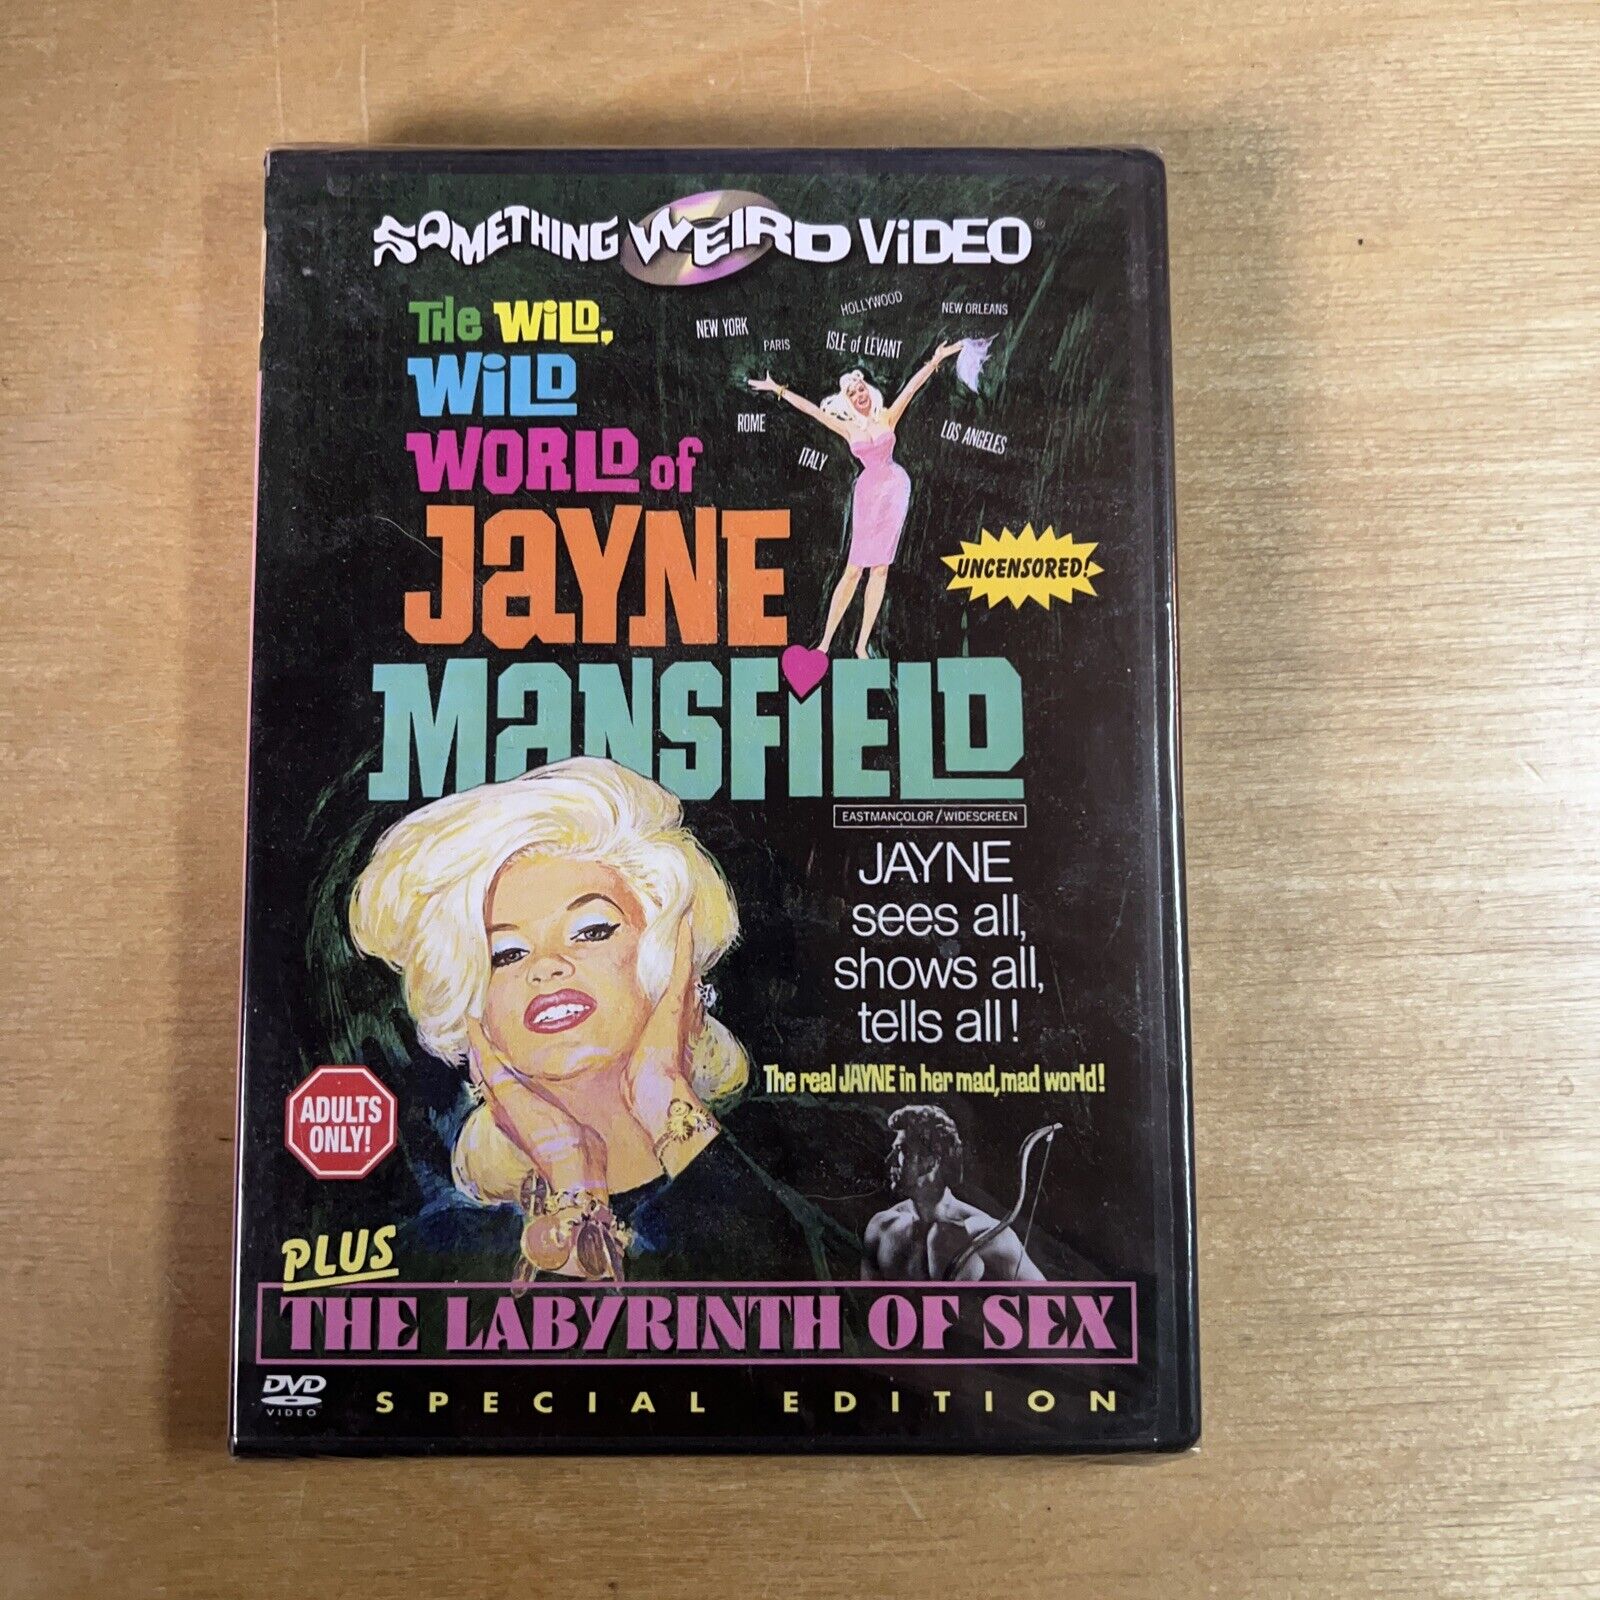 SOMETHING WEIRD ViDEO®
THe WiLD,
WiLD
WORLD of
JaYNE
MaNSFiELD
NEW YORK
PARIS
HOLLYWOOD
ISLE of LEVANT
NEW ORLEANS
ROME
ITALY
LOS ANGELES
UNCENSORED!
EASTMANCOLOR/WIDESCREEN
JAYNE
sees all,
shows all,
tells all!
The real JAYNE in her mad, mad world!
ADULTS
ONLY!
PLUS
THE LABYRINTH OF SEX
DVD
VIDEO
SPECIAL EDITION